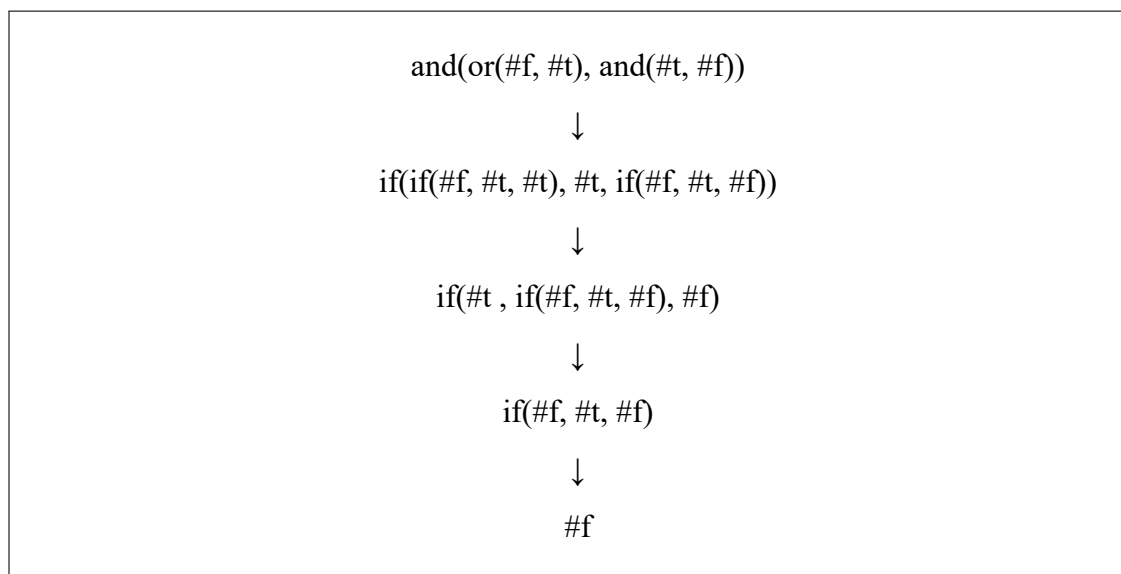 and(or(#f, #t), and(#t, #f))
↓
if(if(#f, #t, #t), #t, if(#f, #t, #f))
↓
if(#t , if(#f, #t, #f), #f)
↓
if(#f, #t, #f)
↓
#f